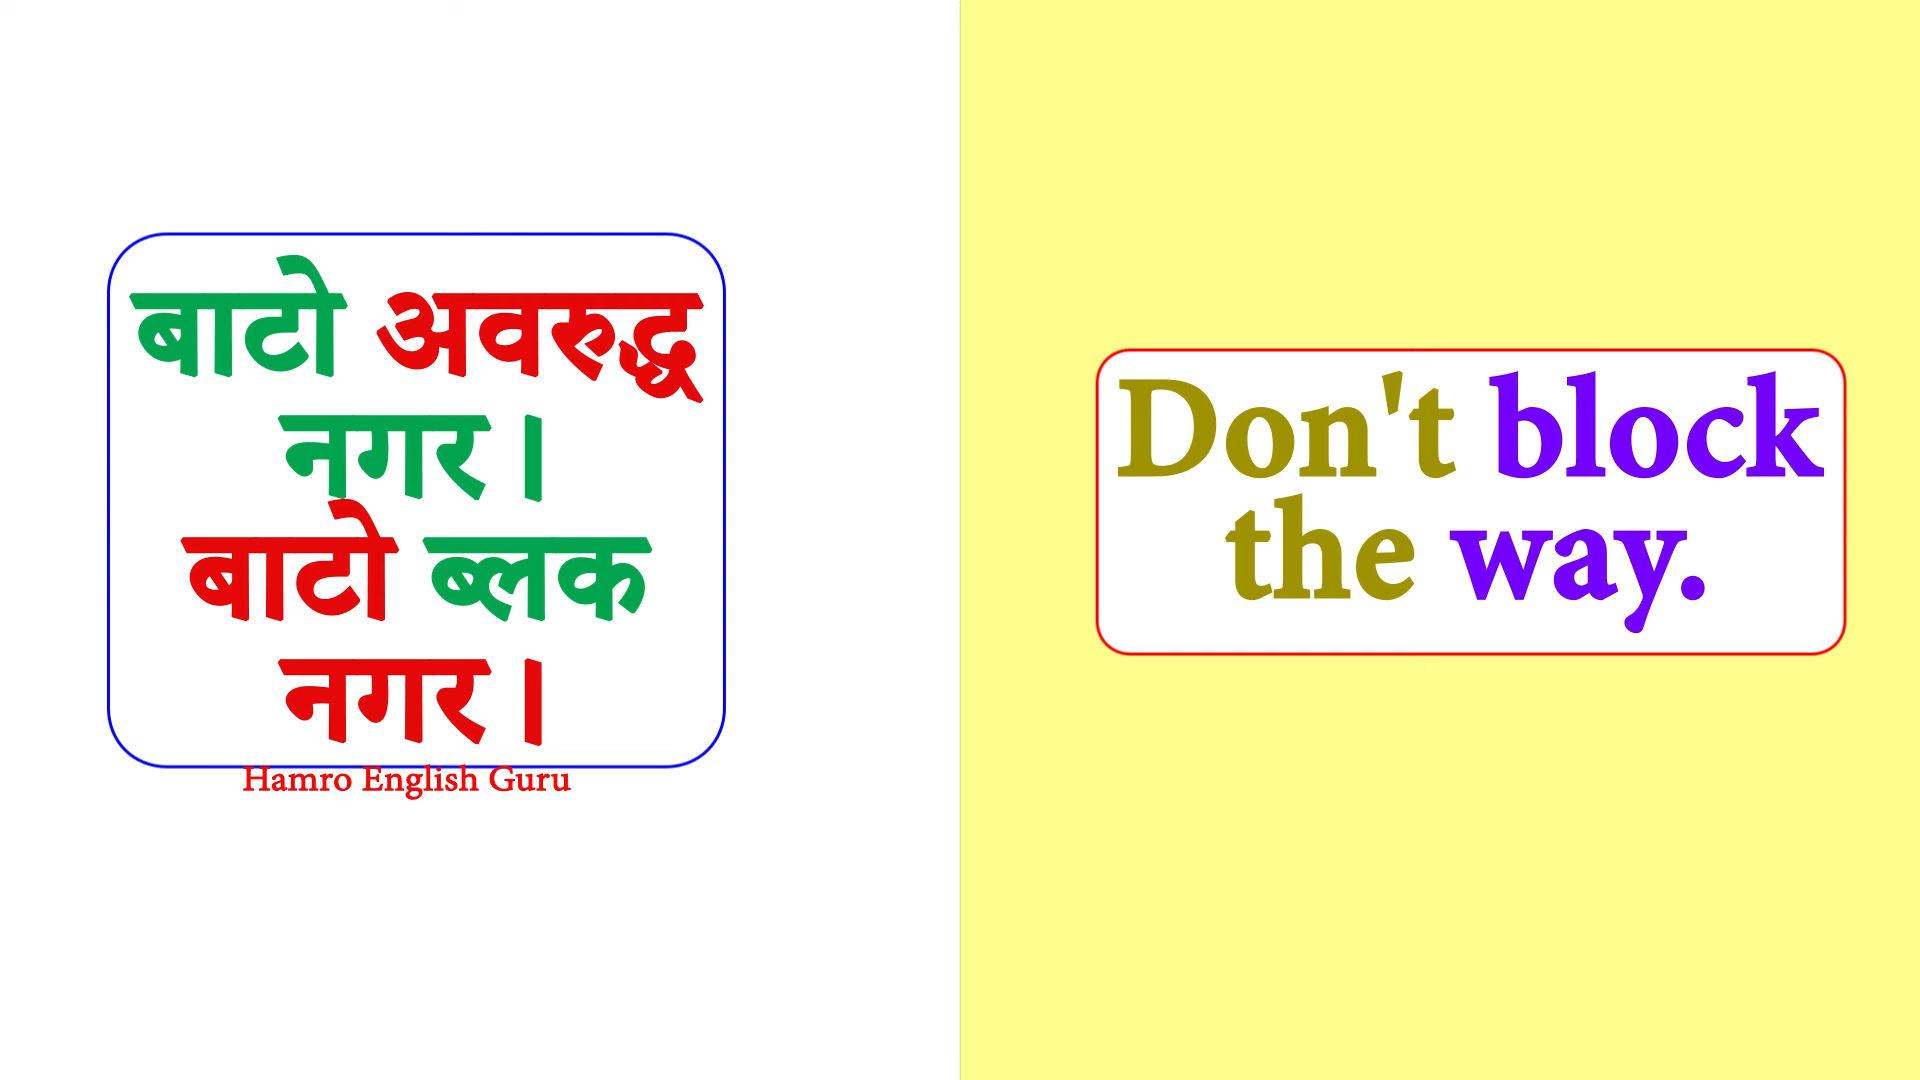 बाटो अवरुद्ध
नगर ।
बाटो ब्लक
नगर ।
Hamro English Guru
Don't block
the way.